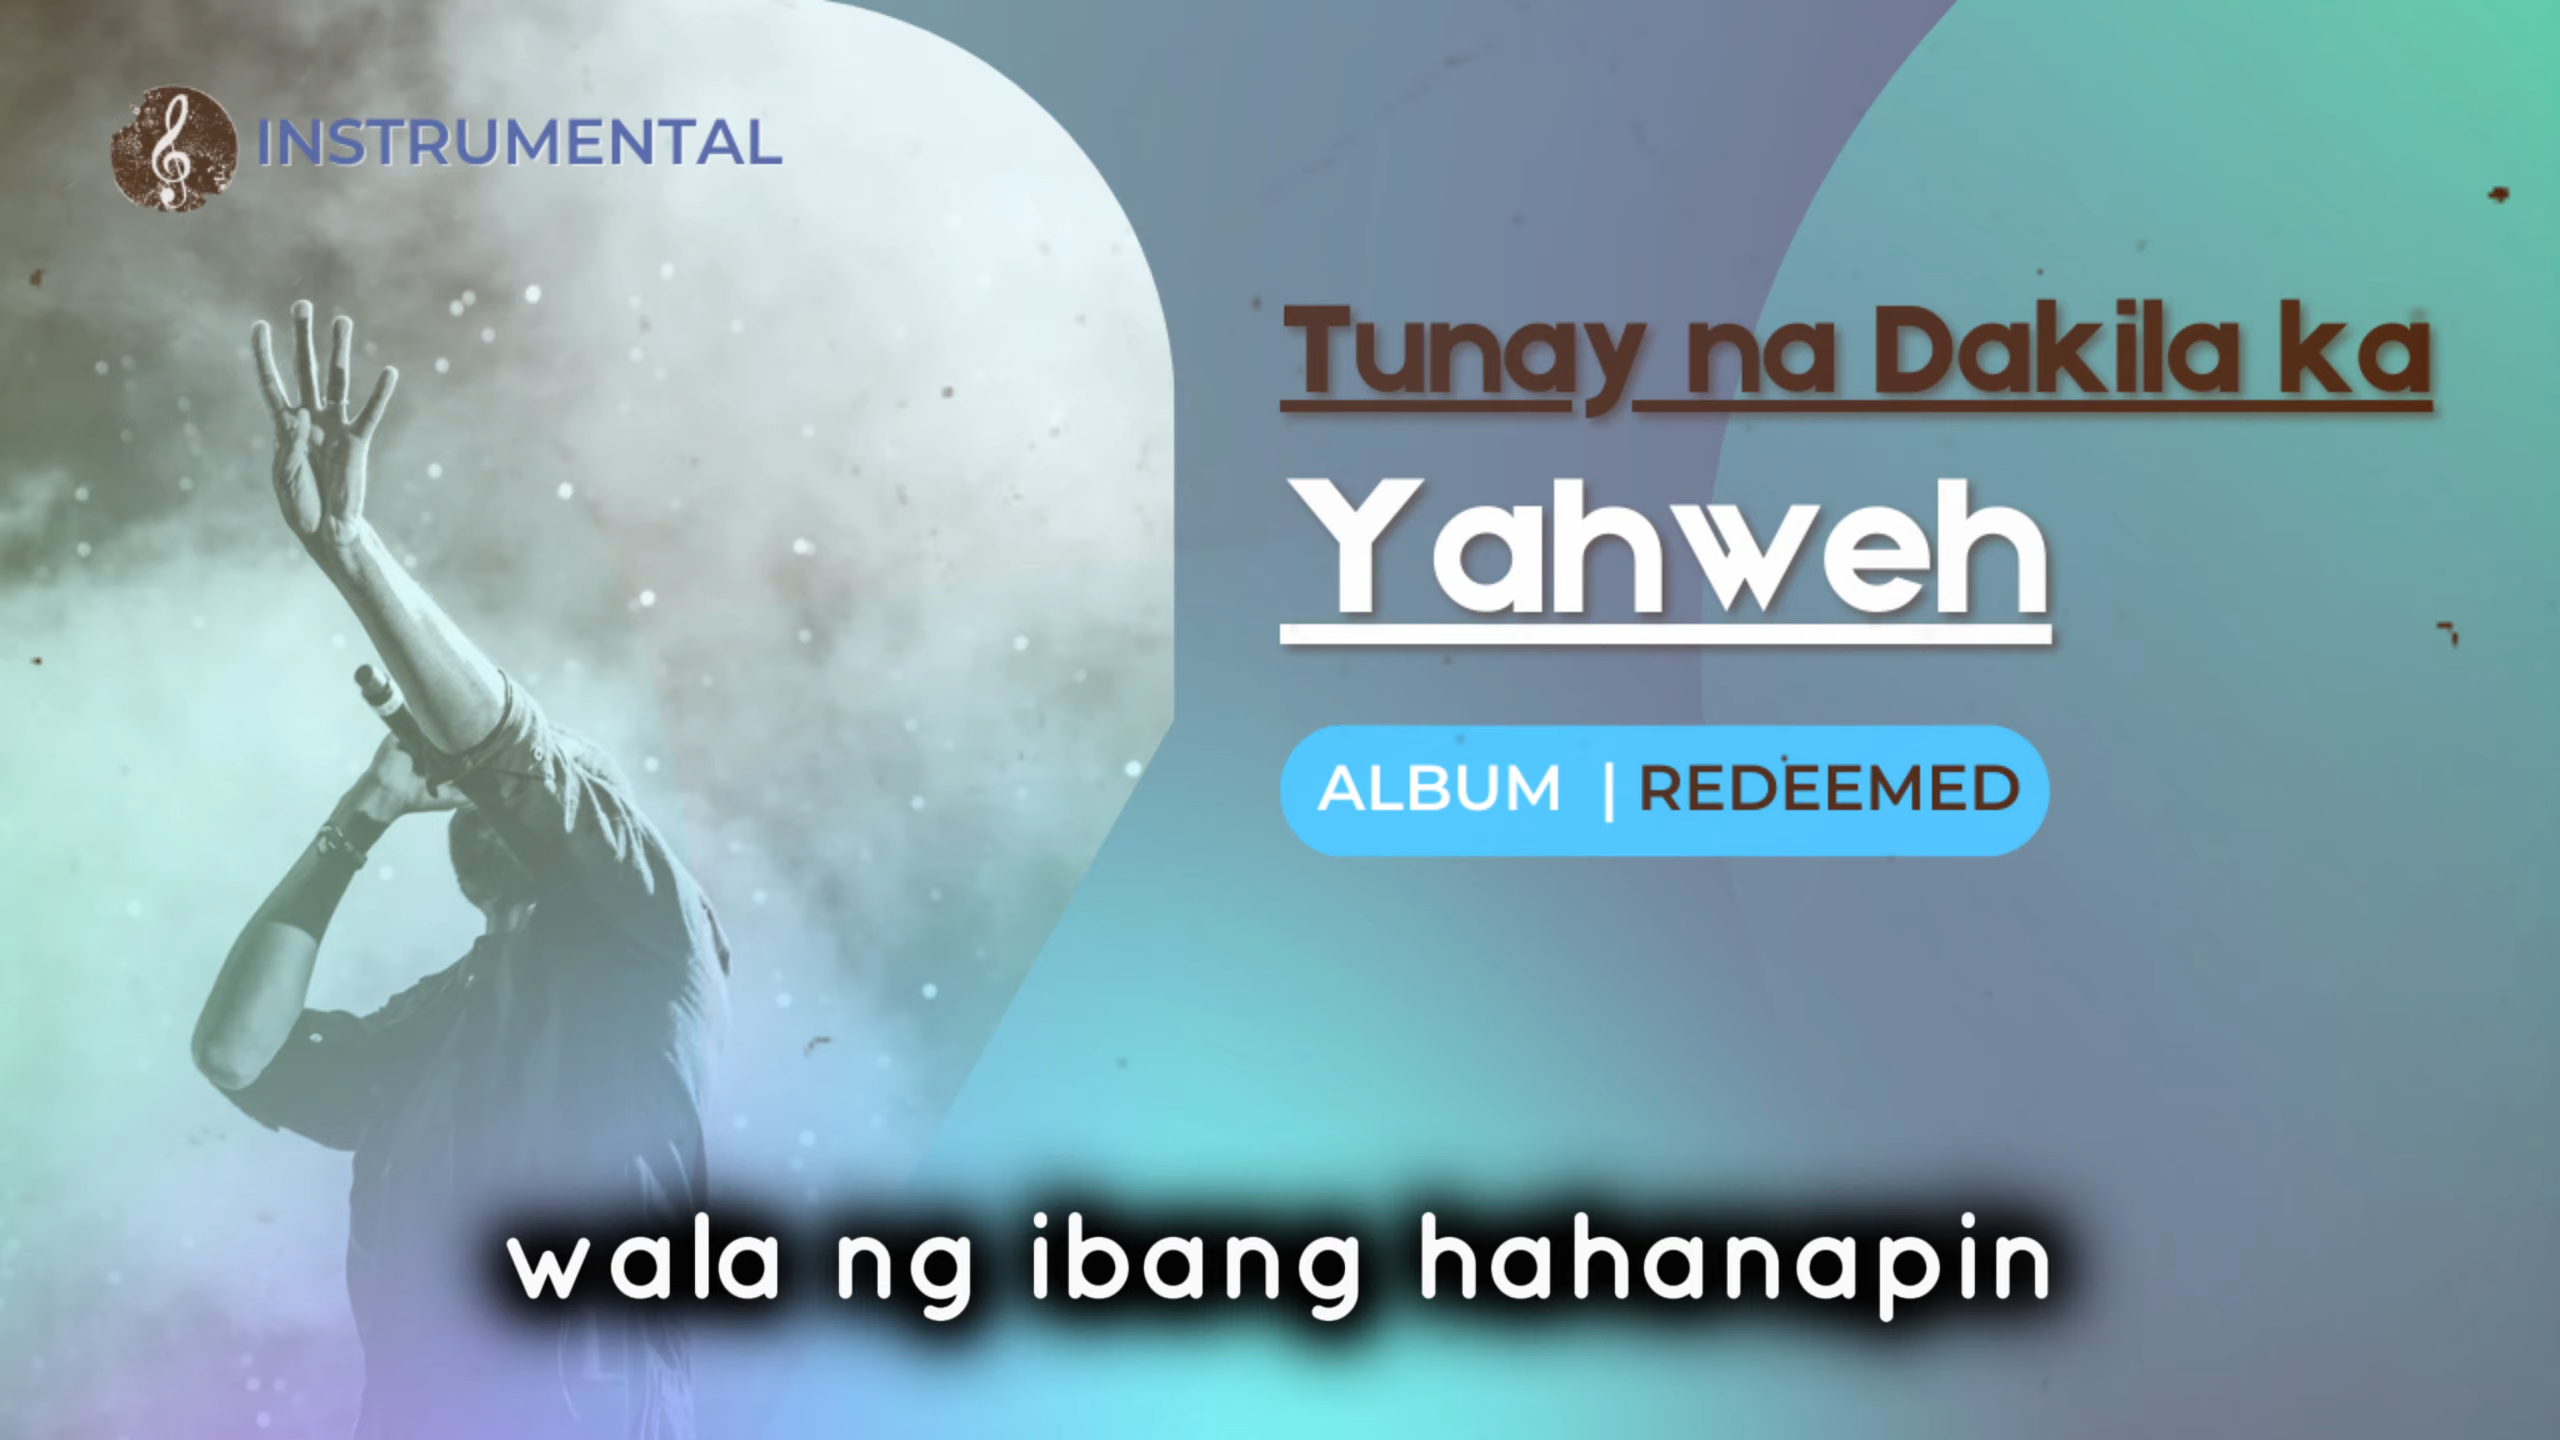 INSTRUMENTAL
Tunay na Dakila ka
Yahweh
ALBUM | REDEEMED
wala ng ibang hahanapin